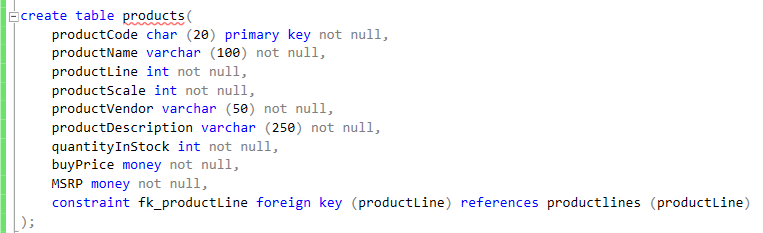 create table products(
productCode char (20) primary key not null,
productName varchar (100) not null,
productLine int not null,
productScale int not null,
productVendor varchar (50) not null,
productDescription varchar (250) not null,
quantityInStock int not null,
buyPrice money not null,
MSRP money not null,
constraint fk_productLine foreign key (productLine) references productlines (productLine)
);